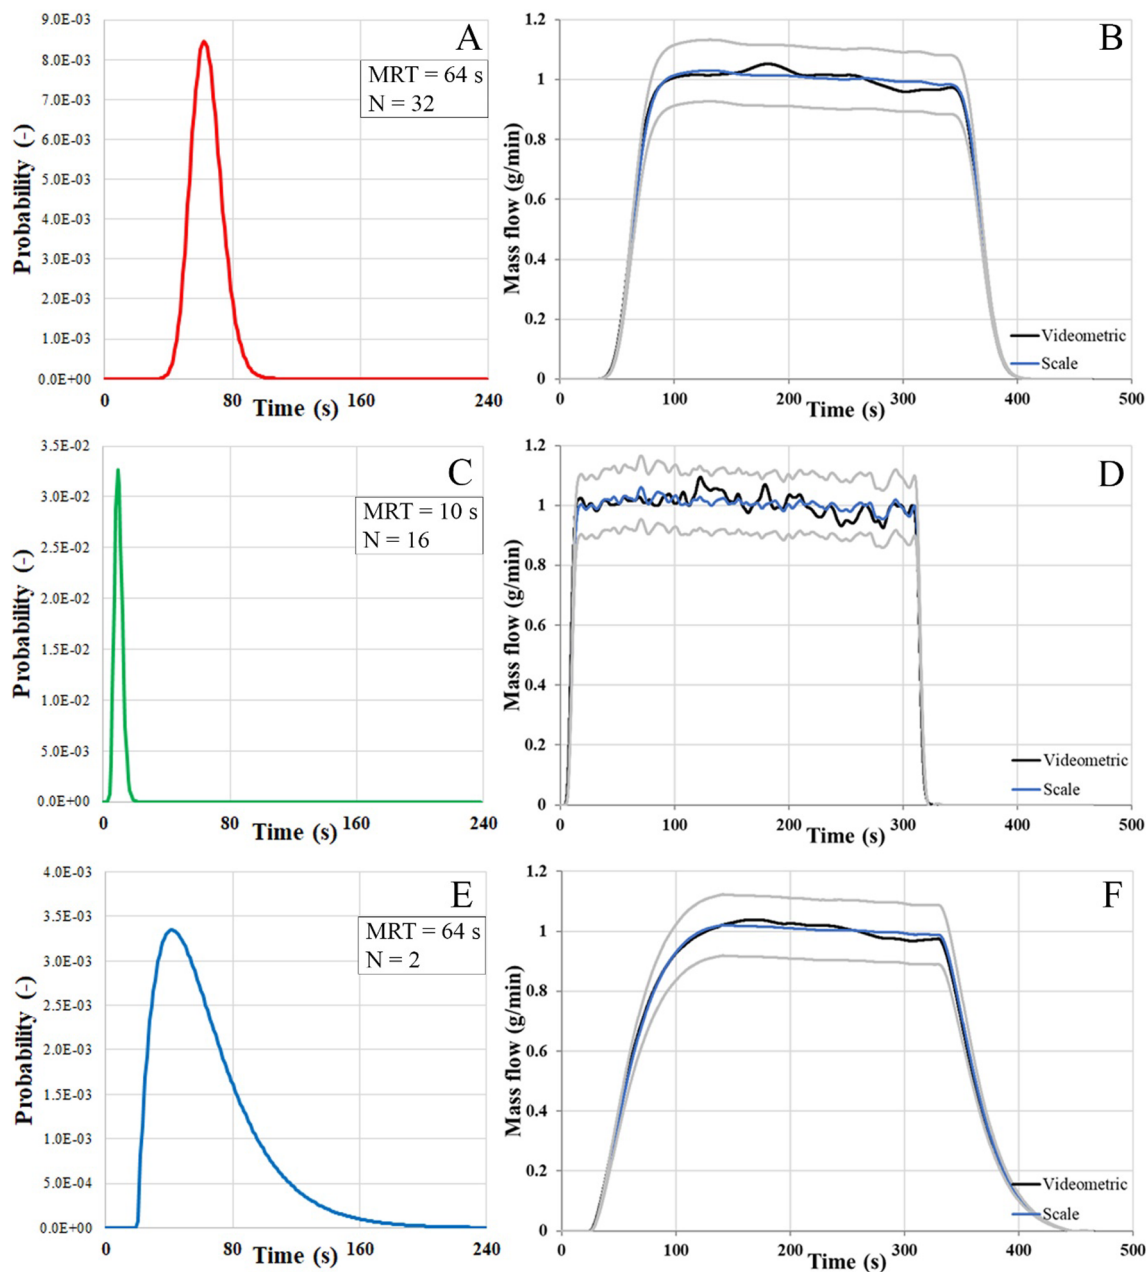 A
MRT = 64 s
N = 32
9.0E-03
8.0E-03
7.0E-03
6.0E-03
5.0E-03
4.0E-03
3.0E-03
2.0E-03
1.0E-03
0.0E+00
Probability (-)
0 80 160 240
Time (s)
B
1.2
1
0.8
0.6
0.4
0.2
0
Mass flow (g/min)
Videometric
Scale
0 100 200 300 400 500
Time (s)
C
MRT = 10 s
N = 16
3.5E-02
3.0E-02
2.5E-02
2.0E-02
1.5E-02
1.0E-02
5.0E-03
0.0E+00
Probability (-)
0 80 160 240
Time (s)
D
1.2
1
0.8
0.6
0.4
0.2
0
Mass flow (g/min)
Videometric
Scale
0 100 200 300 400 500
Time (s)
E
MRT = 64 s
N = 2
4.0E-03
3.5E-03
3.0E-03
2.5E-03
2.0E-03
1.5E-03
1.0E-03
5.0E-04
0.0E+00
Probability (-)
0 80 160 240
Time (s)
F
1.2
1
0.8
0.6
0.4
0.2
0
Mass flow (g/min)
Videometric
Scale
0 100 200 300 400 500
Time (s)